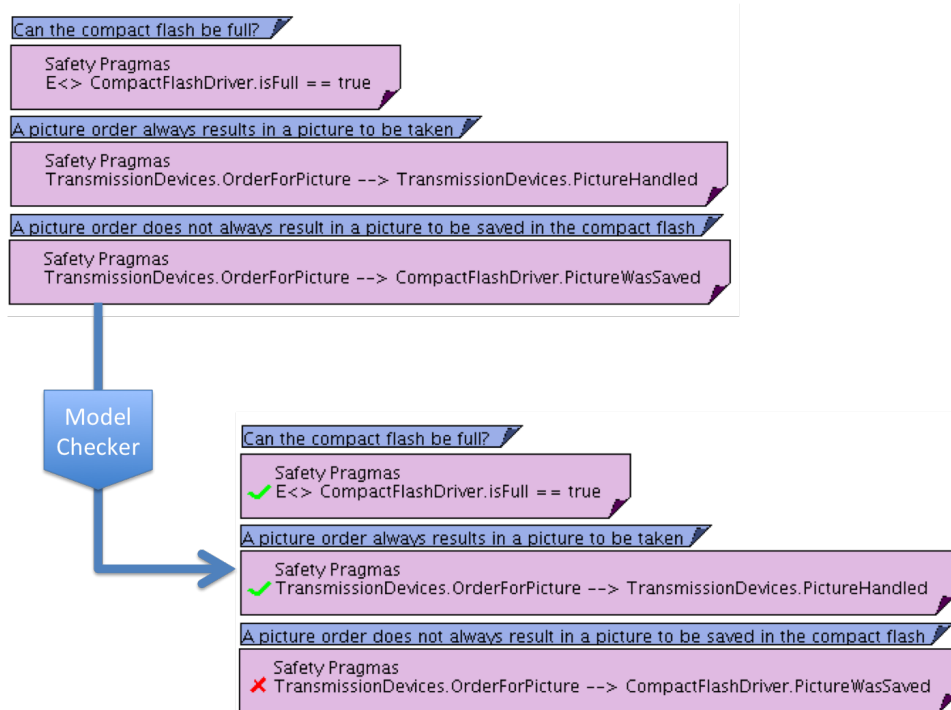 Can the compact flash be full?
Safety Pragmas
E<> CompactFlashDriver.isFull == true
A picture order always results in a picture to be taken
Safety Pragmas
TransmissionDevices.OrderForPicture --> TransmissionDevices.PictureHandled
A picture order does not always result in a picture to be saved in the compact flash
Safety Pragmas
TransmissionDevices.OrderForPicture --> CompactFlashDriver.PictureWasSaved
Model
Checker
Can the compact flash be full?
Safety Pragmas
E<> CompactFlashDriver.isFull == true
A picture order always results in a picture to be taken
Safety Pragmas
TransmissionDevices.OrderForPicture --> TransmissionDevices.PictureHandled
A picture order does not always result in a picture to be saved in the compact flash
Safety Pragmas
TransmissionDevices.OrderForPicture --> CompactFlashDriver.PictureWasSaved